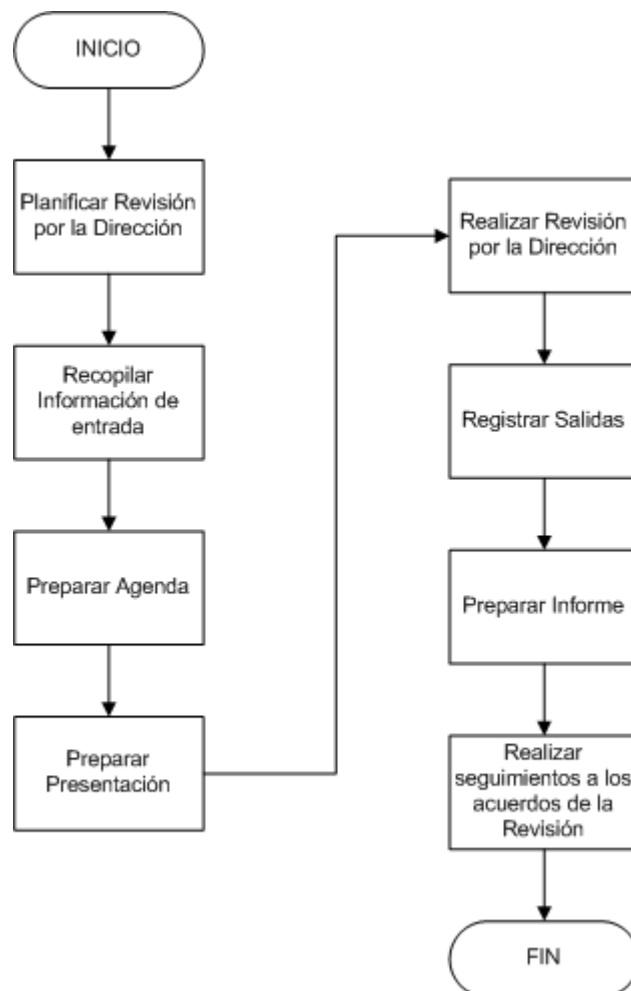 INICIO
Planificar Revisión
por la Dirección
Recopilar
Información de
entrada
Preparar Agenda
Preparar
Presentación
Realizar Revisión
por la Dirección
Registrar Salidas
Preparar Informe
Realizar
seguimientos a los
acuerdos de la
Revisión
FIN